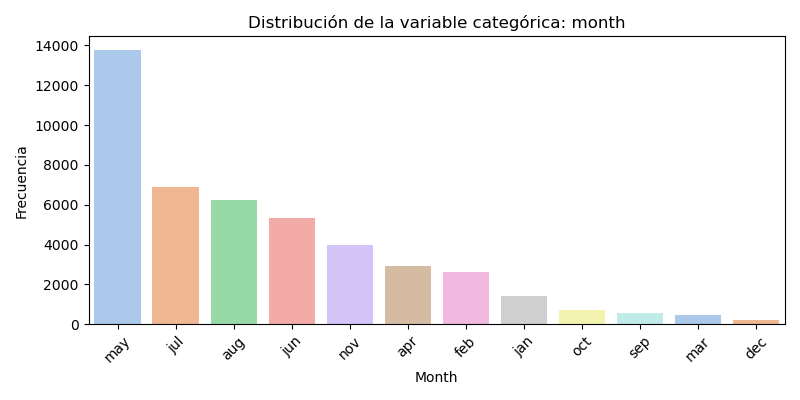 Distribución de la variable categórica: month
Frecuencia
14000
12000
10000
8000
6000
4000
2000
0
may jul aug jun nov apr feb jan oct sep mar dec
Month